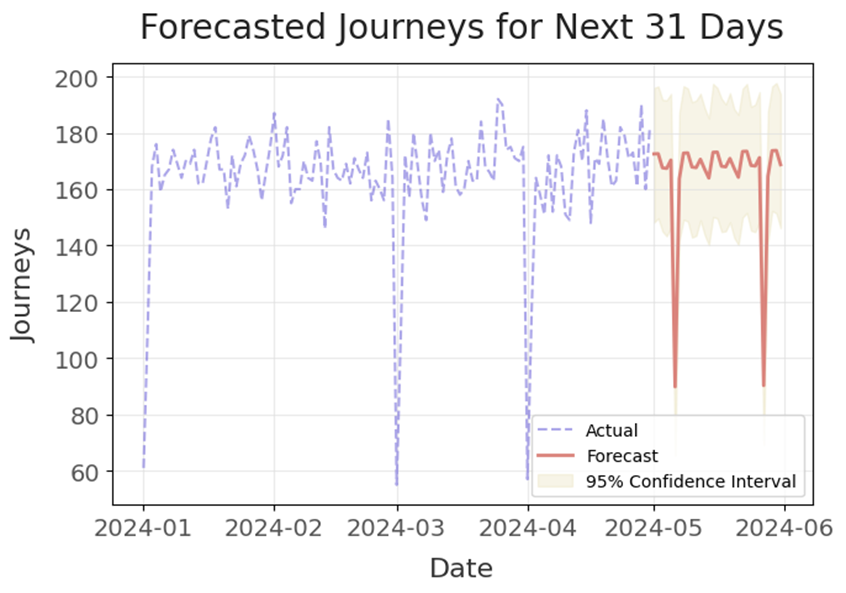 Forecasted Journeys for Next 31 Days
200
180
160
140
120
100
80
60
Journeys
Actual
Forecast
95% Confidence Interval
2024-01 2024-02 2024-03 2024-04 2024-05 2024-06
Date